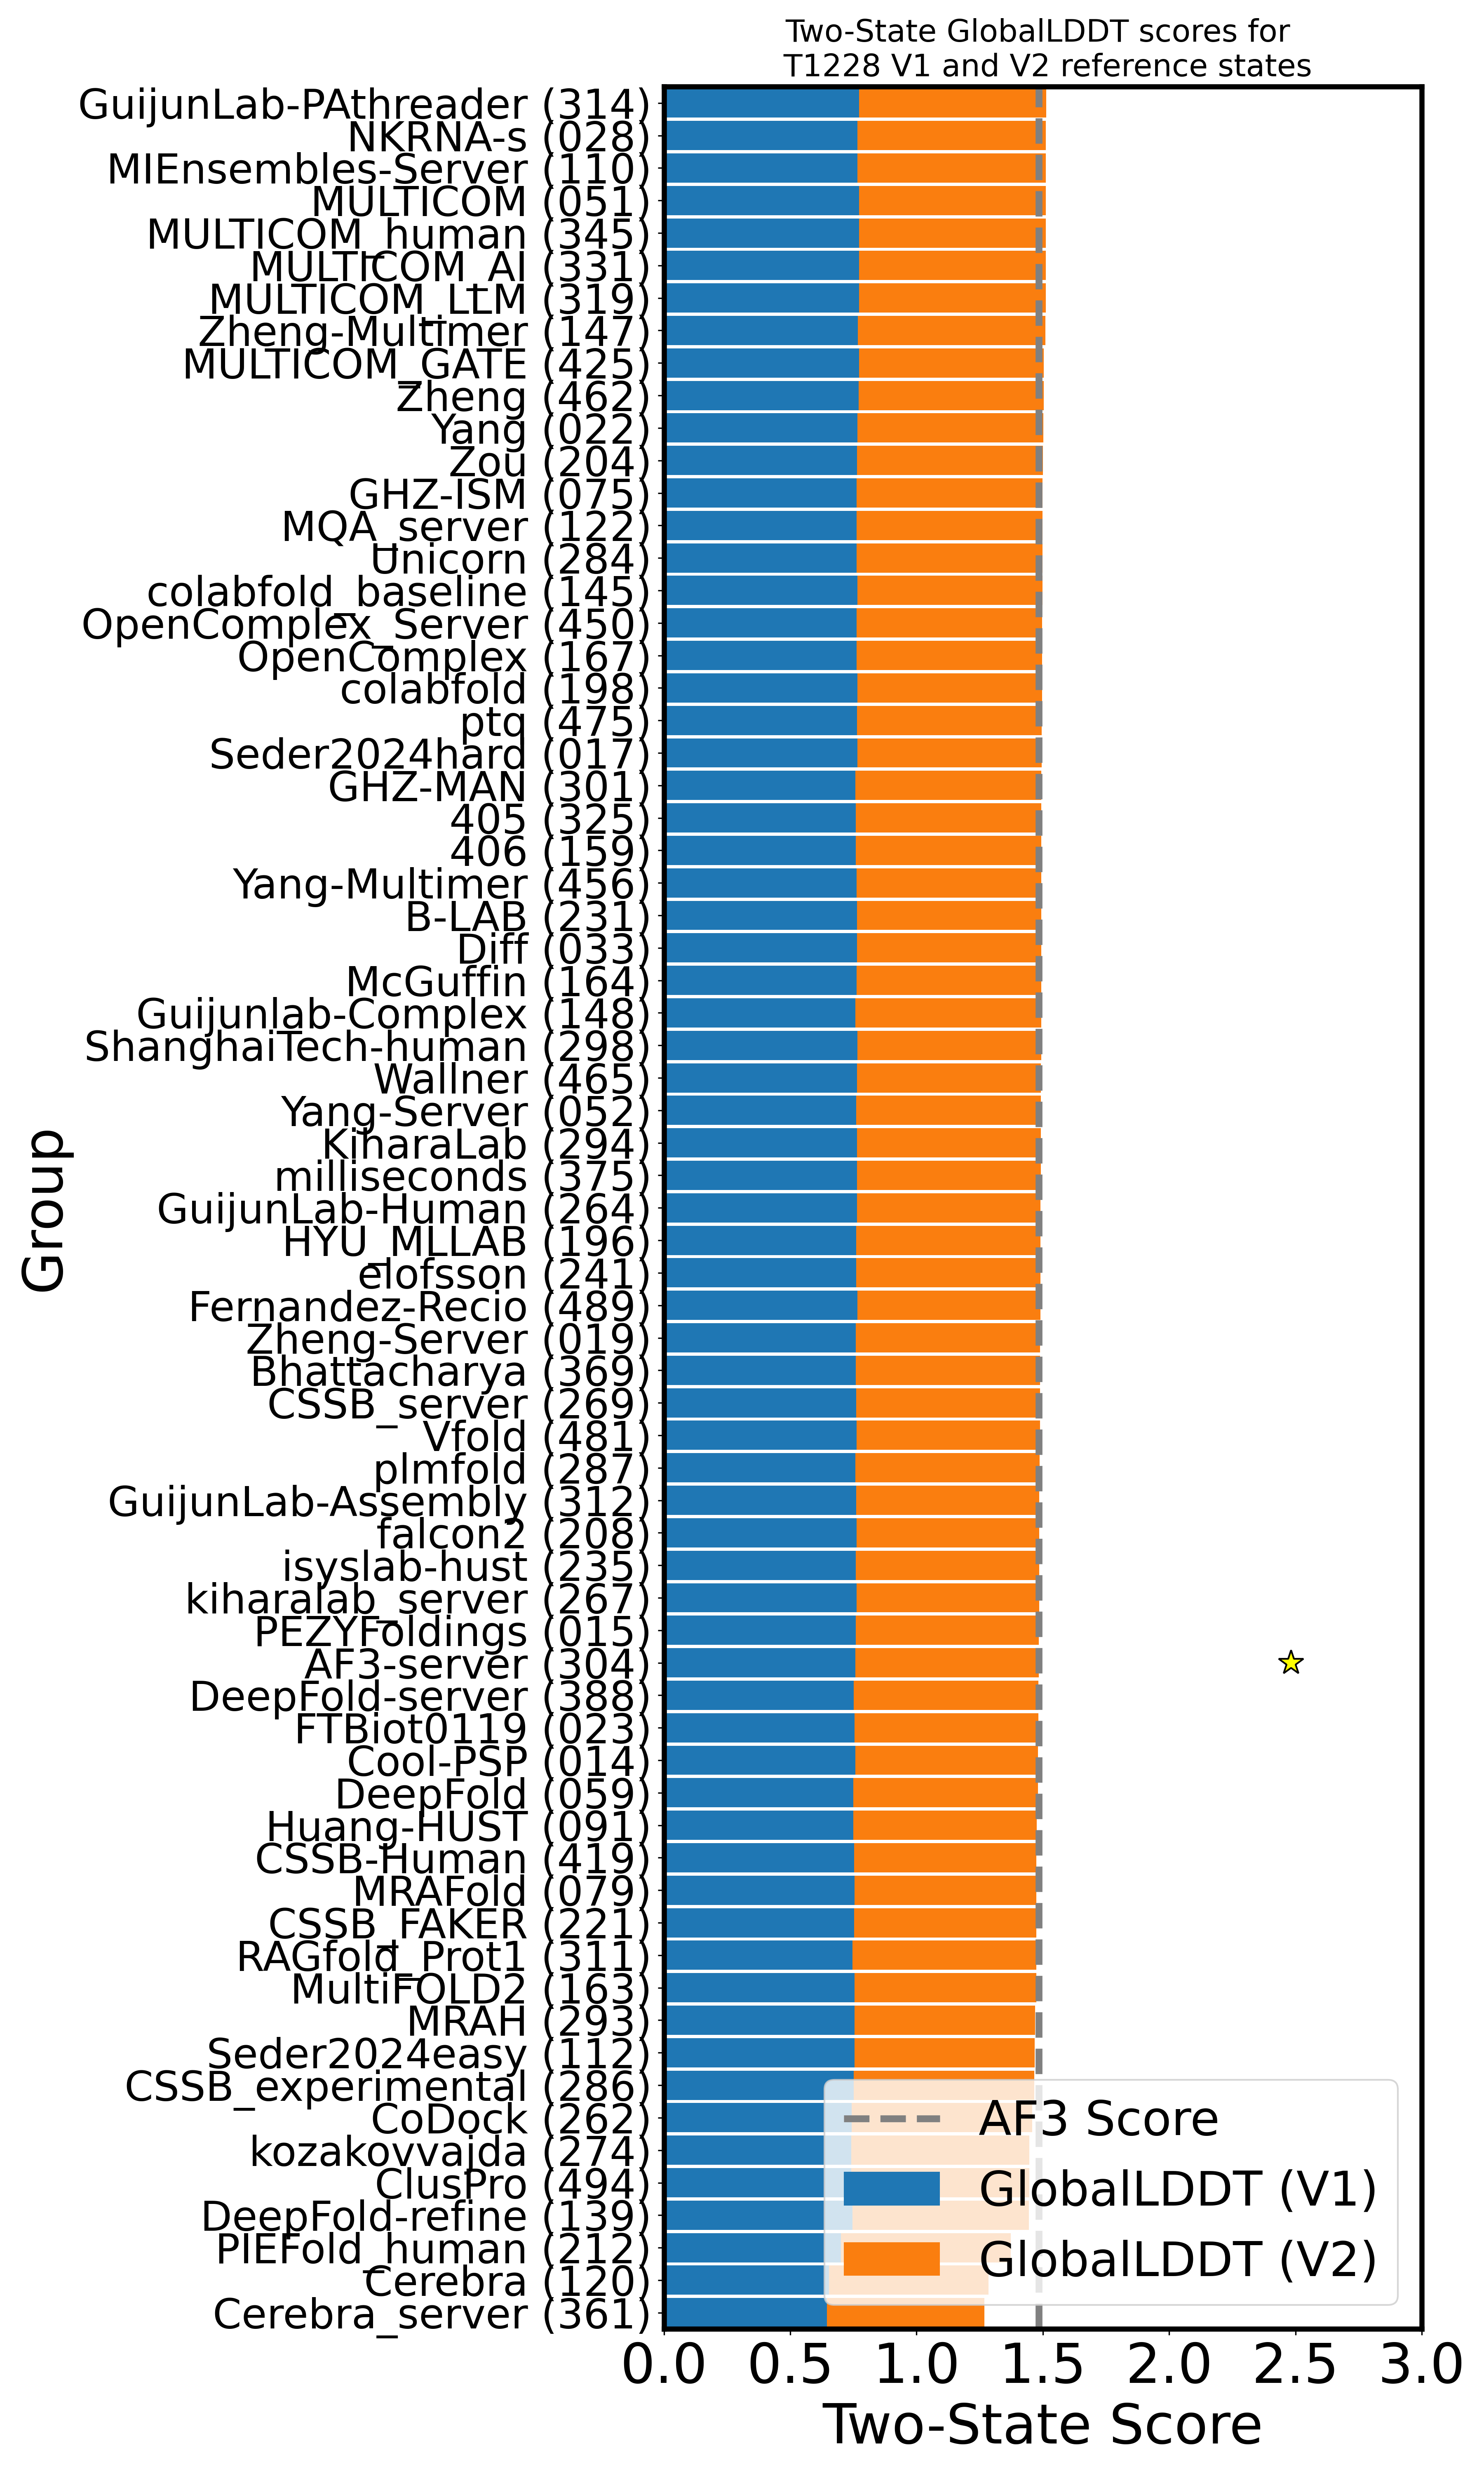 Two-State GlobalLDDT scores for
T1228 V1 and V2 reference states
GuijunLab-PAthreader (314)
NKRNA-s (028)
MIEnsembles-Server (110)
MULTICOM (051)
MULTICOM_human (345)
MULTICOM_AI (331)
MULTICOM_LLM (319)
Zheng-Multimer (147)
MULTICOM_GATE (425)
Zheng (462)
Yang (022)
Zou (204)
GHZ-ISM (075)
MQA_server (122)
Unicorn (284)
colabfold_baseline (145)
OpenComplex_Server (450)
OpenComplex (167)
colabfold (198)
ptq (475)
Seder2024hard (017)
GHZ-MAN (301)
405 (325)
406 (159)
Yang-Multimer (456)
B-LAB (231)
Diff (033)
McGuffin (164)
Guijunlab-Complex (148)
ShanghaiTech-human (298)
Wallner (465)
Yang-Server (052)
KiharaLab (294)
milliseconds (375)
GuijunLab-Human (264)
HYU_MLLAB (196)
elofsson (241)
Fernandez-Recio (489)
Zheng-Server (019)
Bhattacharya (369)
CSSB_server (269)
Vfold (481)
plmfold (287)
GuijunLab-Assembly (312)
falcon2 (208)
isyslab-hust (235)
kiharalab_server (267)
PEZYFoldings (015)
AF3-server (304)
DeepFold-server (388)
FTBiot0119 (023)
Cool-PSP (014)
DeepFold (059)
Huang-HUST (091)
CSSB-Human (419)
MRAFold (079)
CSSB_FAKER (221)
RAGfold_Prot1 (311)
MultiFOLD2 (163)
MRAH (293)
Seder2024easy (112)
CSSB_experimental (286)
CoDock (262)
kozakovvajda (274)
ClusPro (494)
DeepFold-refine (139)
PIEFold_human (212)
Cerebra (120)
Cerebra_server (361)
Group
AF3 Score
GlobalLDDT (V1)
GlobalLDDT (V2)
0.0 0.5 1.0 1.5 2.0 2.5 3.0
Two-State Score